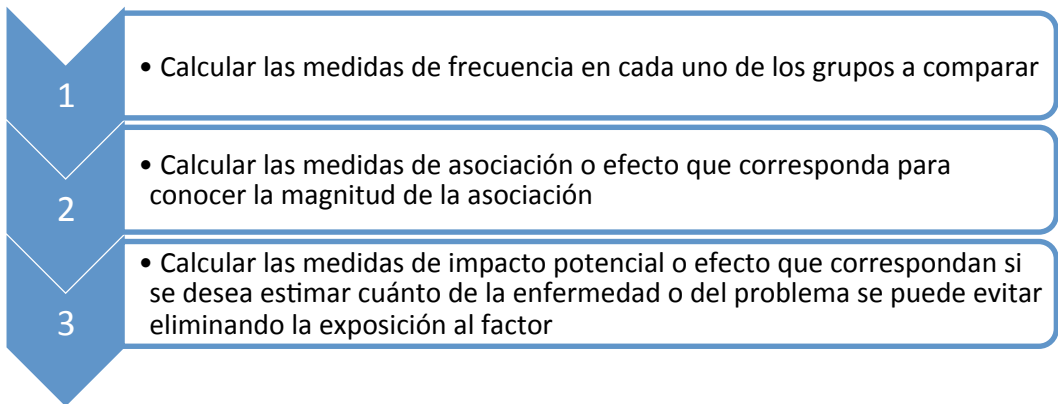 1
• Calcular las medidas de frecuencia en cada uno de los grupos a comparar
2
• Calcular las medidas de asociación o efecto que corresponda para
conocer la magnitud de la asociación
3
• Calcular las medidas de impacto potencial o efecto que correspondan si
se desea estimar cuánto de la enfermedad o del problema se puede evitar
eliminando la exposición al factor